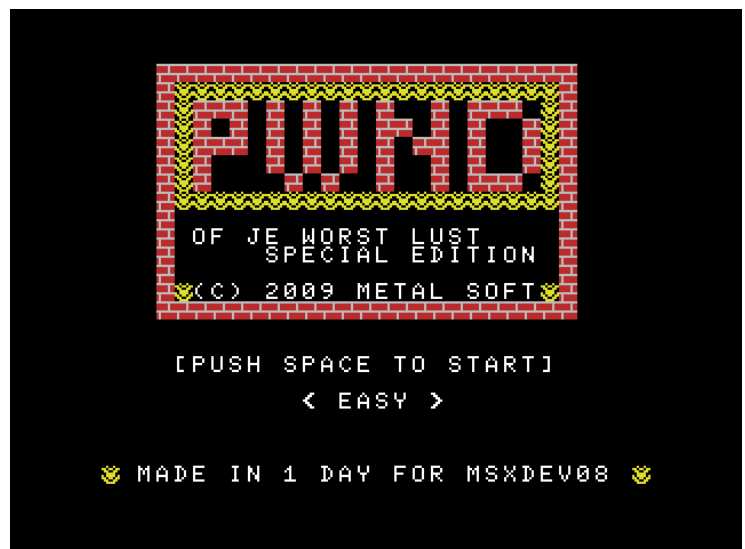 PWND
OF JE WORST LUST
SPECIAL EDITION
(C) 2009 METAL SOFT
[PUSH SPACE TO START]
< EASY >
MADE IN 1 DAY FOR MSXDEV08